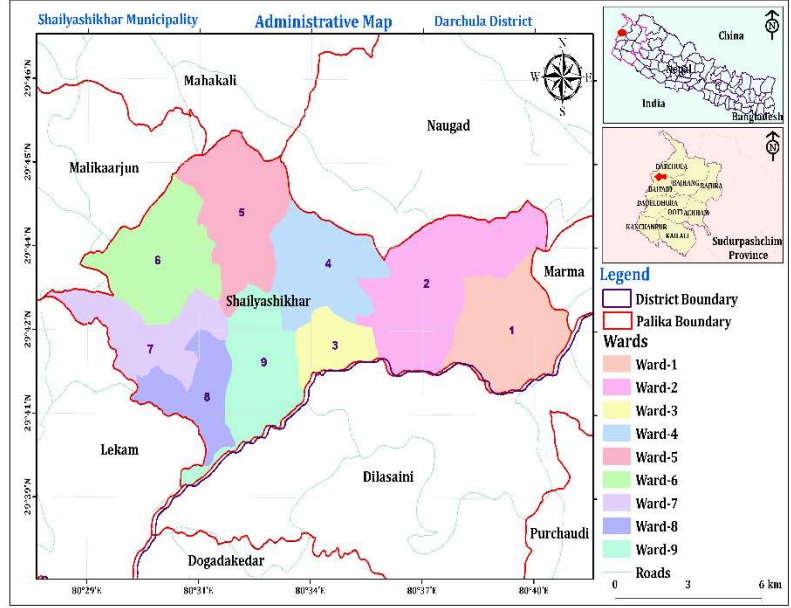 Shailyashikhar Municipality Administrative Map Darchula District
N
W E
S
Mahakali
Naugad
Malikaarjun
Marma
Shailyashikhar
Lekam
Dilasaini
Purchaudi
Dogadakedar
5
4
6
2
1
3
7
9
8
29°46'N
29°45'N
29°44'N
29°42'N
29°41'N
29°39'N
80°29'E 80°31'E 80°34'E 80°37'E 80°40'E
N
China
Nepal
India
Bangladesh
N
DARCHULA
BAJHANG
BAJURA
BAITADI
DADELDHURA
DOTI ACHHAM
KANCHANPUR
KAILALI
Sudurpashchim
Province
Legend
District Boundary
Palika Boundary
Wards
Ward-1
Ward-2
Ward-3
Ward-4
Ward-5
Ward-6
Ward-7
Ward-8
Ward-9
Roads
0 3 6 km